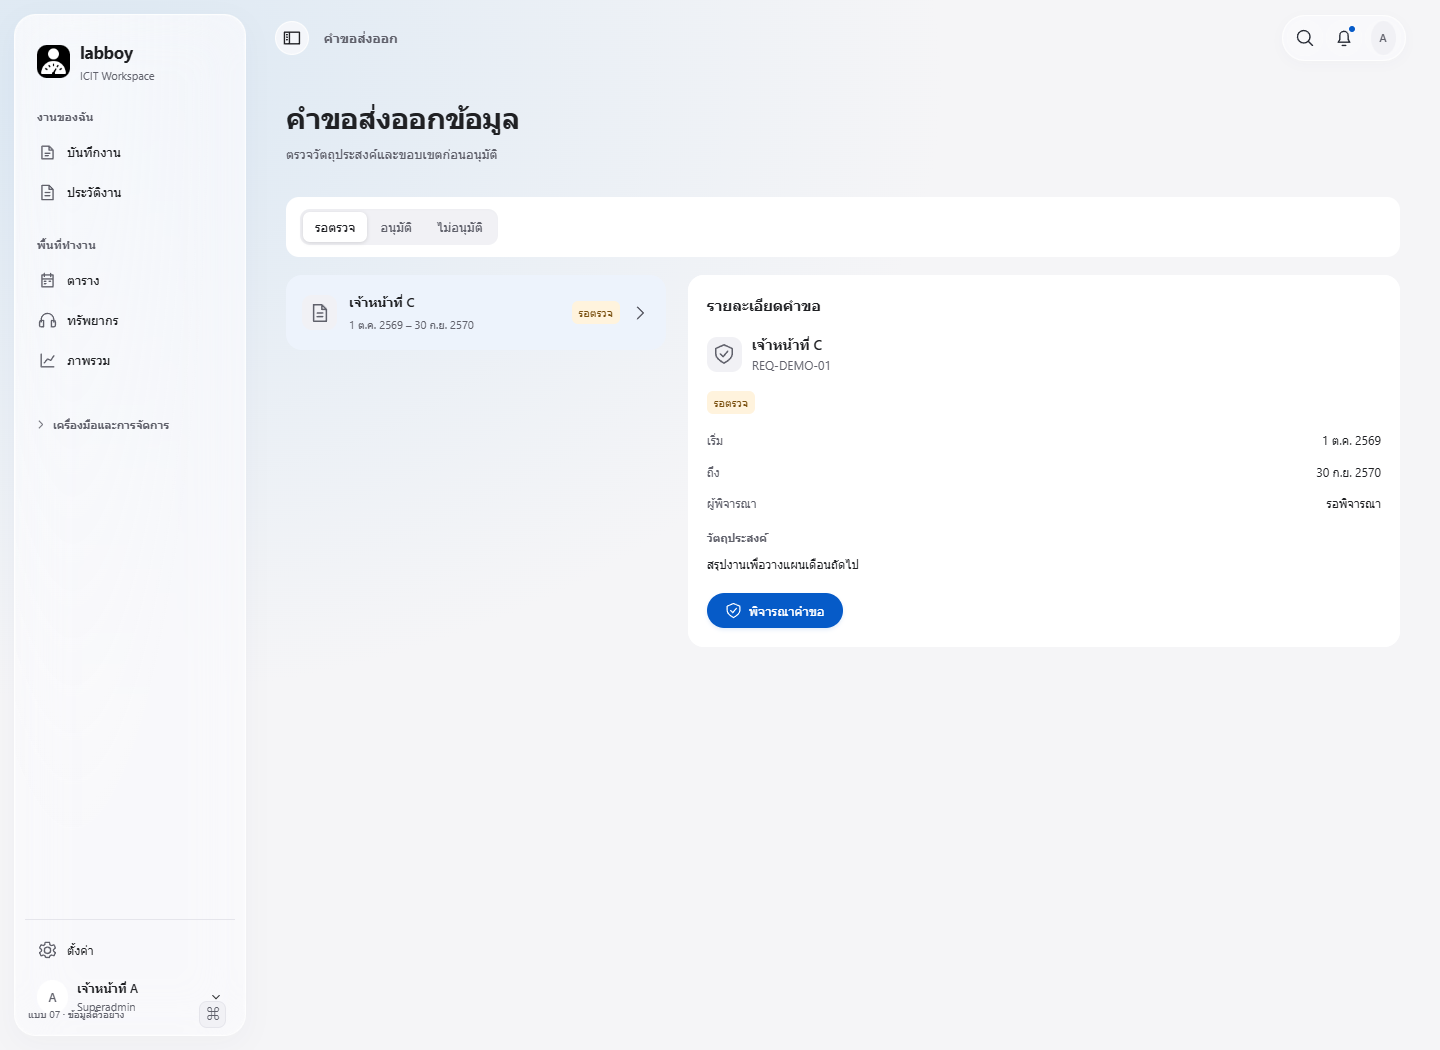 labboy
ICIT Workspace
งานของฉัน
บันทึกงาน
ประวัติงาน
พื้นที่ทำงาน
ตาราง
ทรัพยากร
ภาพรวม
เครื่องมือและการจัดการ
ตั้งค่า
A
เจ้าหน้าที่ A
Superadmin
แบบ 07 · ข้อมูลตัวอย่าง
⌘
คำขอส่งออก
A
คำขอส่งออกข้อมูล
ตรวจวัตถุประสงค์และขอบเขตก่อนอนุมัติ
รอตรวจ อนุมัติ ไม่อนุมัติ
เจ้าหน้าที่ C
1 ต.ค. 2569 – 30 ก.ย. 2570
รอตรวจ
รายละเอียดคำขอ
เจ้าหน้าที่ C
REQ-DEMO-01
รอตรวจ
เริ่ม 1 ต.ค. 2569
ถึง 30 ก.ย. 2570
ผู้พิจารณา รอพิจารณา
วัตถุประสงค์
สรุปงานเพื่อวางแผนเดือนถัดไป
พิจารณาคำขอ